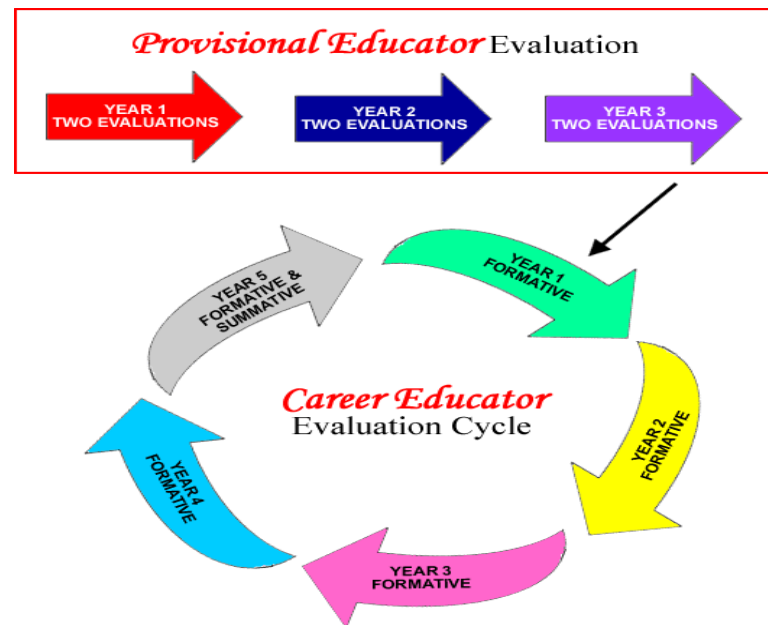 Provisional Educator Evaluation
YEAR 1
TWO EVALUATIONS
YEAR 2
TWO EVALUATIONS
YEAR 3
TWO EVALUATIONS
YEAR 1
FORMATIVE
YEAR 2
FORMATIVE
YEAR 3
FORMATIVE
YEAR 4
FORMATIVE
YEAR 5
FORMATIVE &
SUMMATIVE
Career Educator
Evaluation Cycle